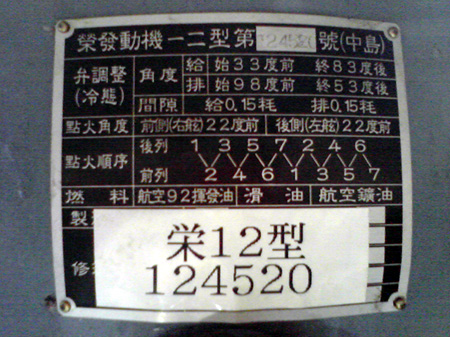 榮發動機一二型第124520號(中島)
弁調整(冷態) 角度 給 始33度前 終83度後
排 始98度前 終53度後
間隙 給0.15粍 排0.15粍
點火角度 前側(右舷)22度前 後側(左舷)22度前
點火順序 後列 1 3 5 7 2 4 6
前列 2 4 6 1 3 5 7
燃料 航空92揮發油 滑油 航空鑛油
製
修
栄12型
124520